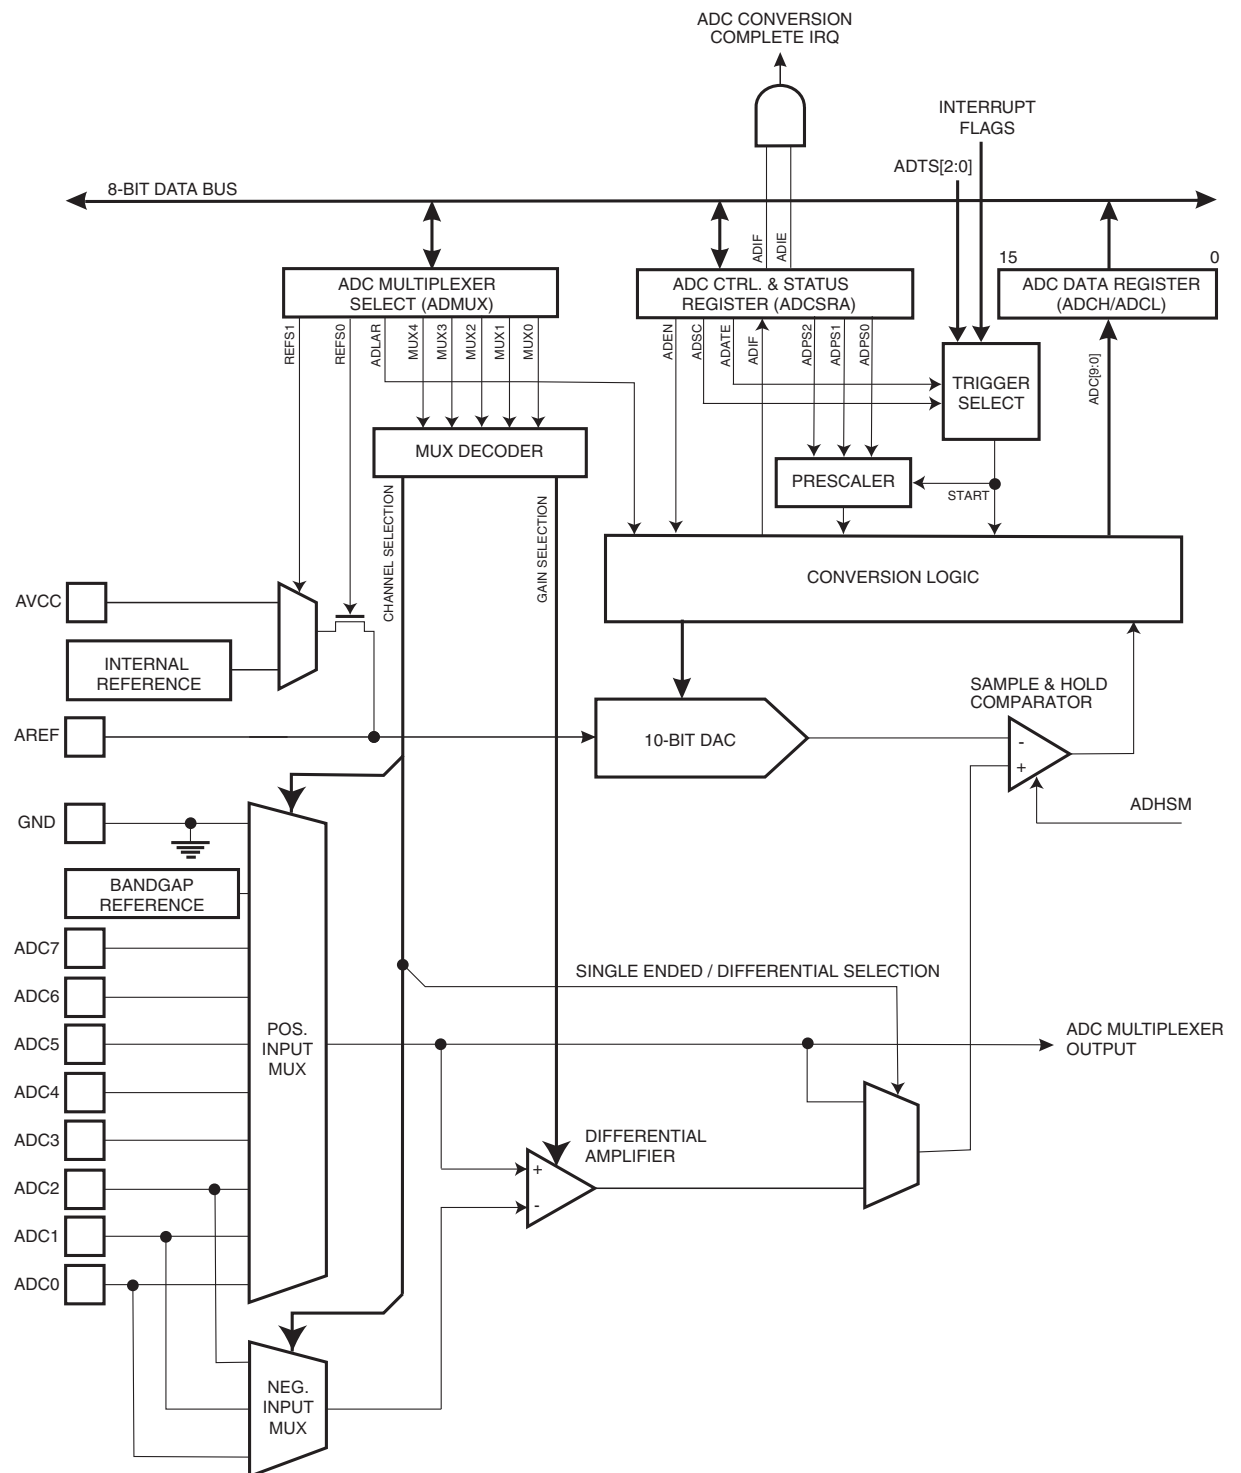 ADC CONVERSION
COMPLETE IRQ
INTERRUPT
FLAGS
ADTS[2:0]
8-BIT DATA BUS
ADIF
ADIE
15
0
ADC MULTIPLEXER
SELECT (ADMUX)
ADC CTRL. & STATUS
REGISTER (ADCSRA)
ADC DATA REGISTER
(ADCH/ADCL)
REFS1
REFS0
ADLAR
MUX4
MUX3
MUX2
MUX1
MUX0
ADEN
ADSC
ADATE
ADIF
ADPS2
ADPS1
ADPS0
ADC[9:0]
TRIGGER
SELECT
MUX DECODER
PRESCALER
START
CHANNEL SELECTION
GAIN SELECTION
CONVERSION LOGIC
AVCC
INTERNAL
REFERENCE
SAMPLE & HOLD
COMPARATOR
AREF
10-BIT DAC
-
+
ADHSM
GND
BANDGAP
REFERENCE
ADC7
SINGLE ENDED / DIFFERENTIAL SELECTION
ADC6
ADC5
POS.
INPUT
MUX
ADC MULTIPLEXER
OUTPUT
ADC4
ADC3
DIFFERENTIAL
AMPLIFIER
+
-
ADC2
ADC1
ADC0
NEG.
INPUT
MUX